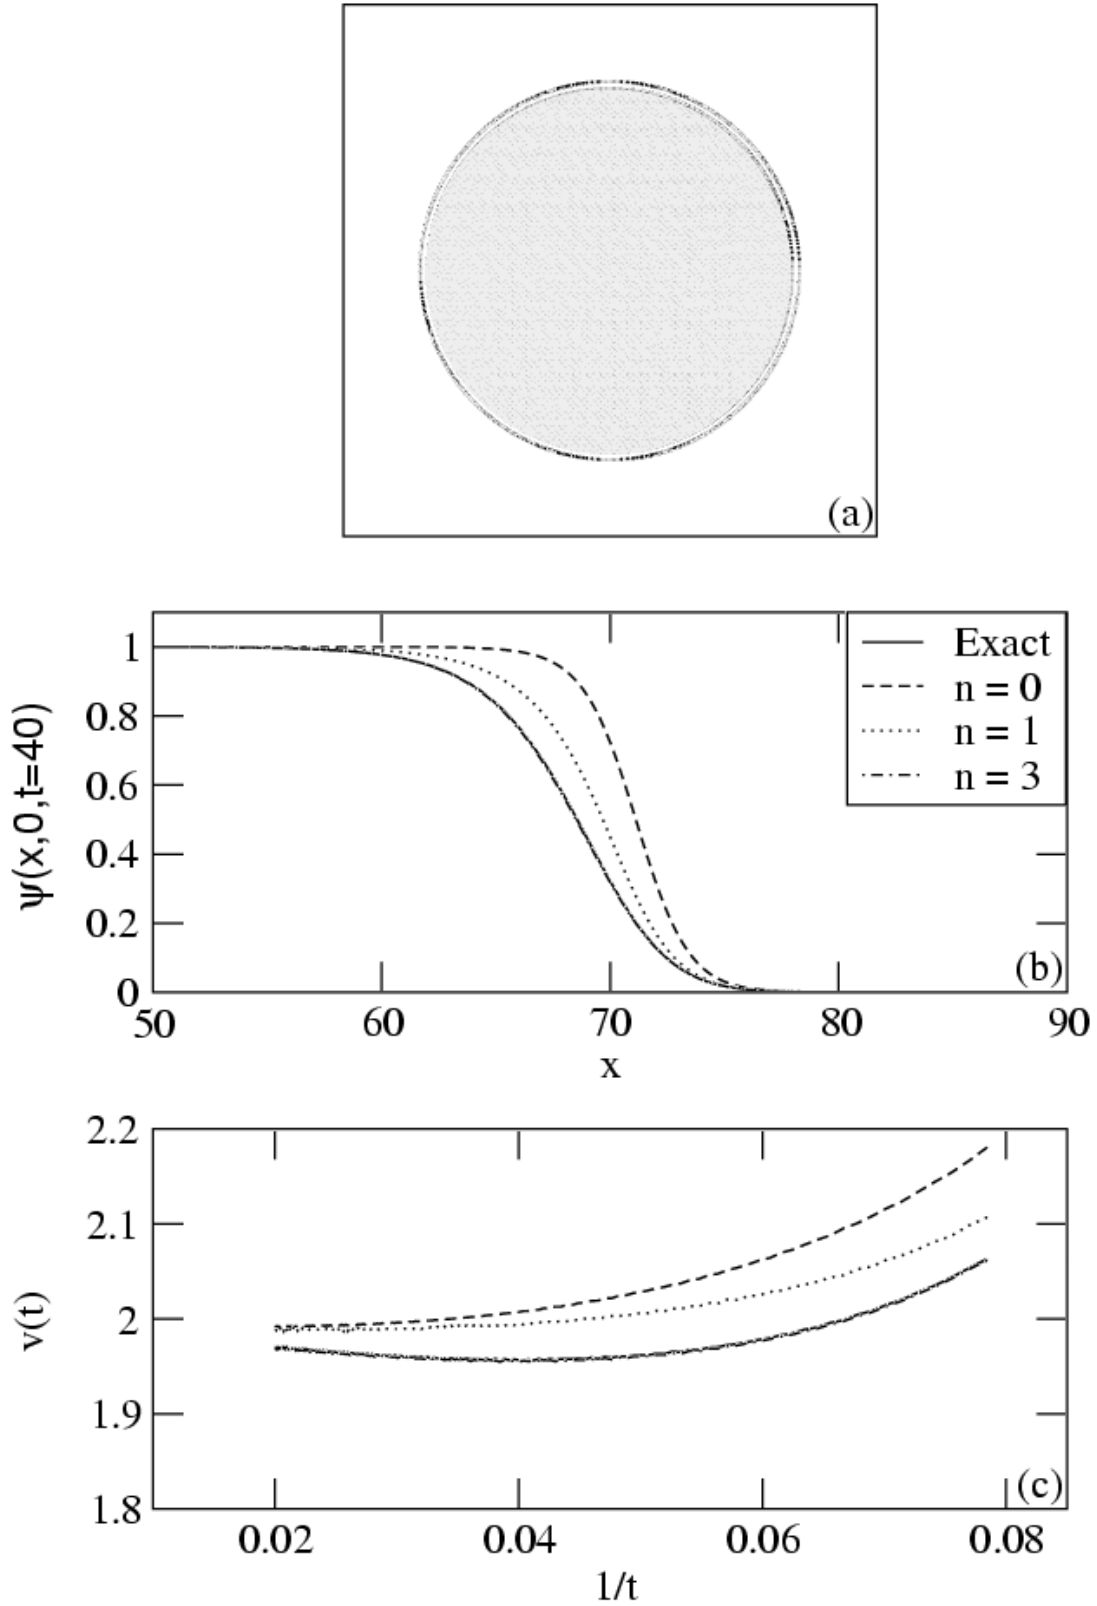 (a)
1
0.8
0.6
0.4
0.2
0
ψ(x,0,t=40)
Exact
n = 0
n = 1
n = 3
(b)
50 60 70 80 90
x
2.2
2.1
2
1.9
1.8
v(t)
(c)
0.02 0.04 0.06 0.08
1/t